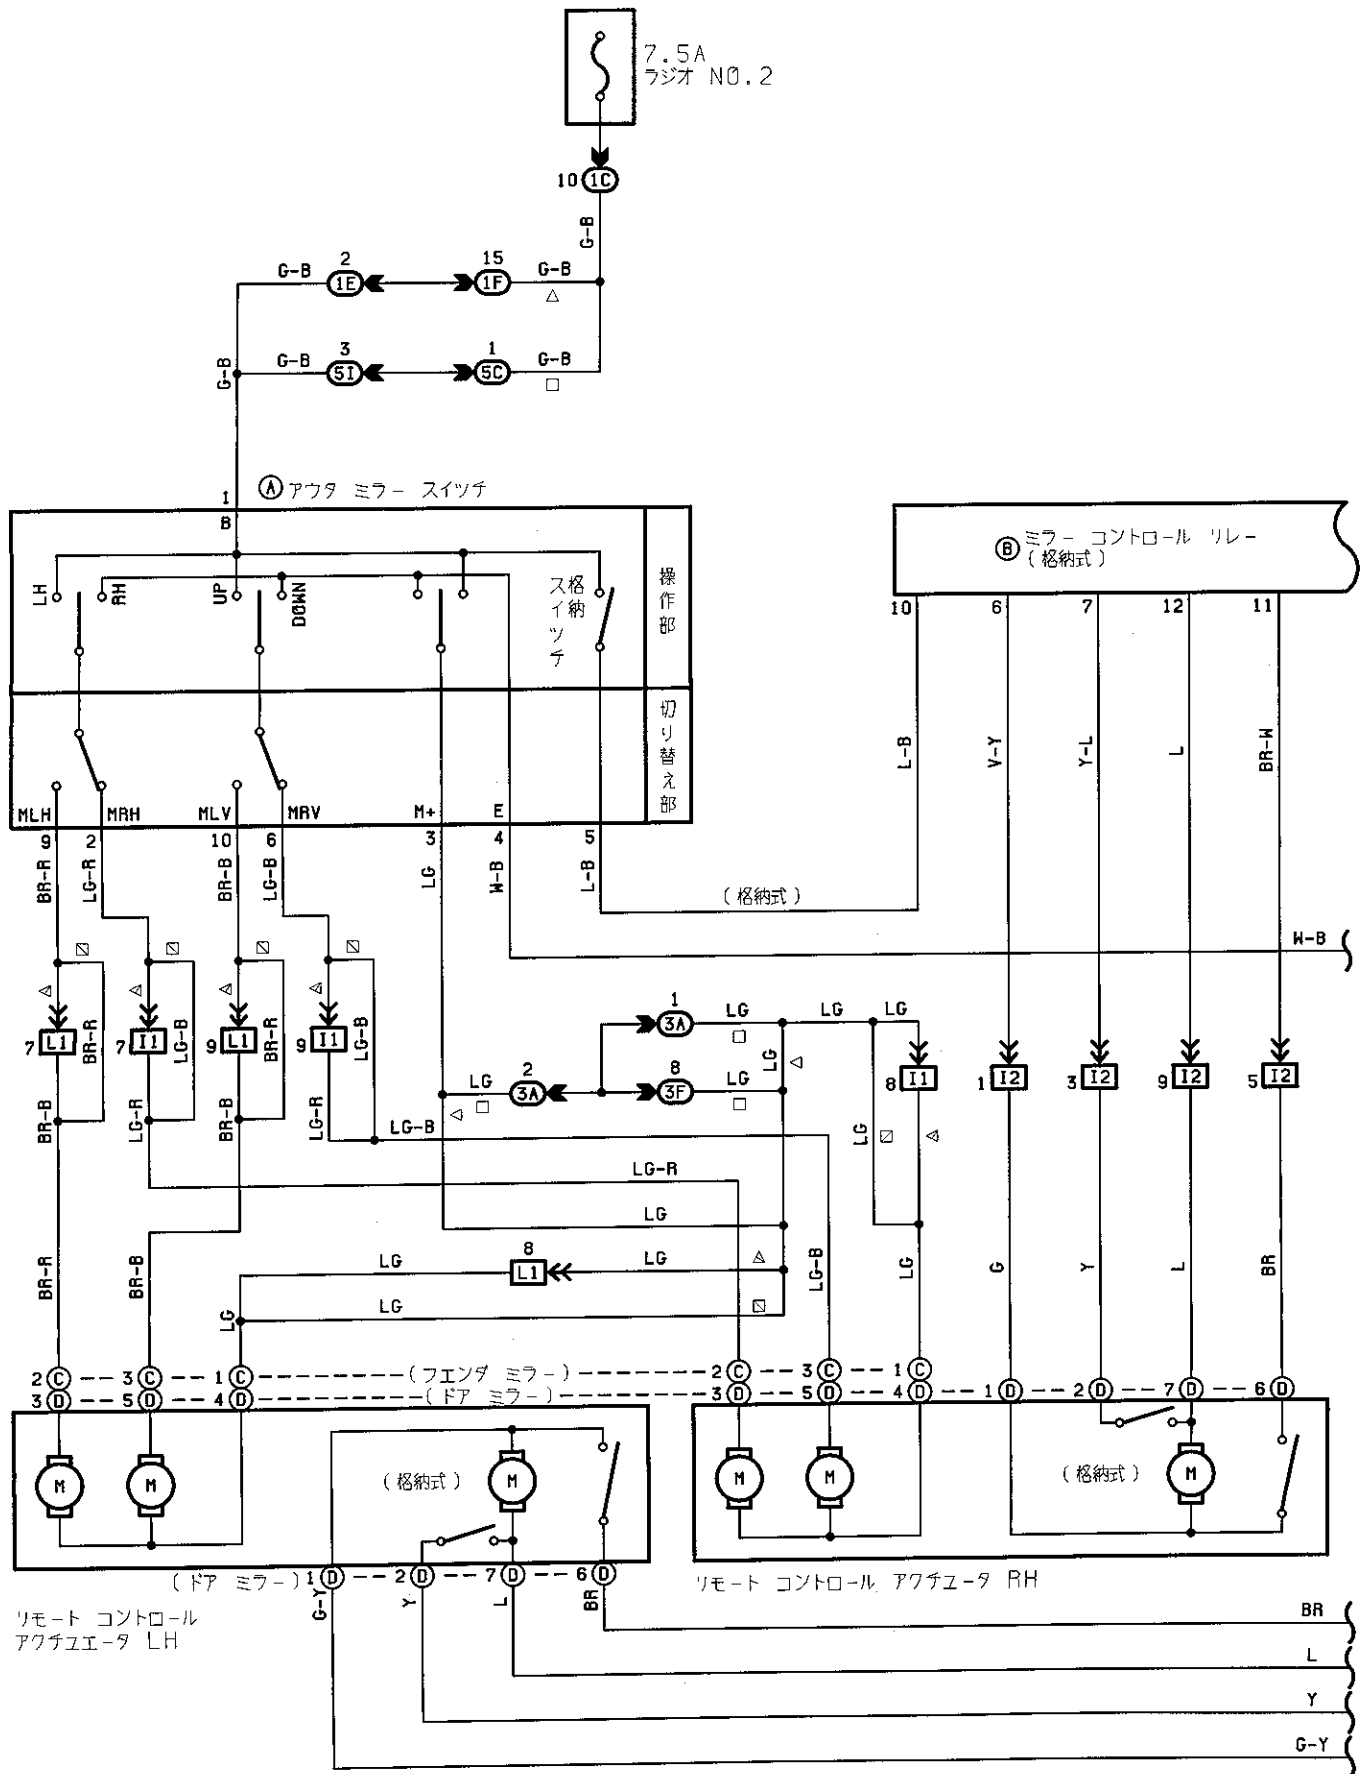 7.5A
ラジオ NO.2
10 1C
G-B
2 15
G-B 1E 1F G-B
3 1
G-B 5I 5C G-B
G-B
1 Ⓐ アウタ ミラー スイッチ
B
LH RH UP DOWN
格納
スイッチ
操作部
Ⓑ ミラー コントロール リレー
(格納式)
10 6 7 12 11
切り替え部
L-B V-Y Y-L L BR-W
MLH MRH MLV MRV M+ E
9 2 10 6 3 4 5
BR-R LG-R BR-B LG-B LG W-B L-B
(格納式)
W-B
7 L1 BR-R 7 I1 LG-B 9 L1 BR-R 9 I1 LG-B
1
3A LG LG LG
LG
2 8
LG 3A 3F LG
8 I1 1 I2 3 I2 9 I2 5 I2
BR-B LG-R BR-B LG-R
LG-B
LG
LG-R
LG
8
LG L1 LG
LG
BR-R BR-B LG LG-B LG G Y L BR
2 C 3 C 1 C (フエンダ ミラー) 2 C 3 C 1 C
3 D 5 D 4 D (ドア ミラー) 3 D 5 D 4 D 1 D 2 D 7 D 6 D
M M (格納式) M M M (格納式) M
(ドア ミラー) 1 D 2 D 7 D 6 D
リモート コントロール アクチュータ RH
G-Y Y L BR
リモート コントロール
アクチュエータ LH
BR
L
Y
G-Y